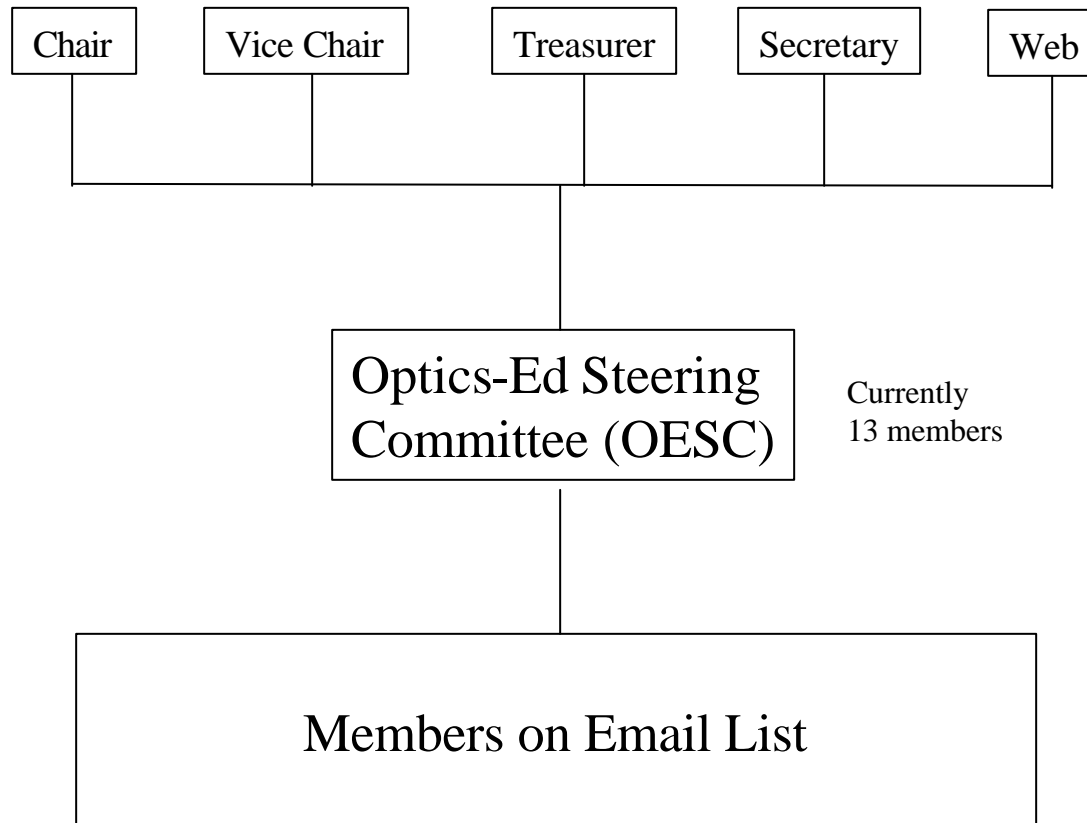 Chair
Vice Chair
Treasurer
Secretary
Web
Optics-Ed Steering
Committee (OESC)
Currently
13 members
Members on Email List